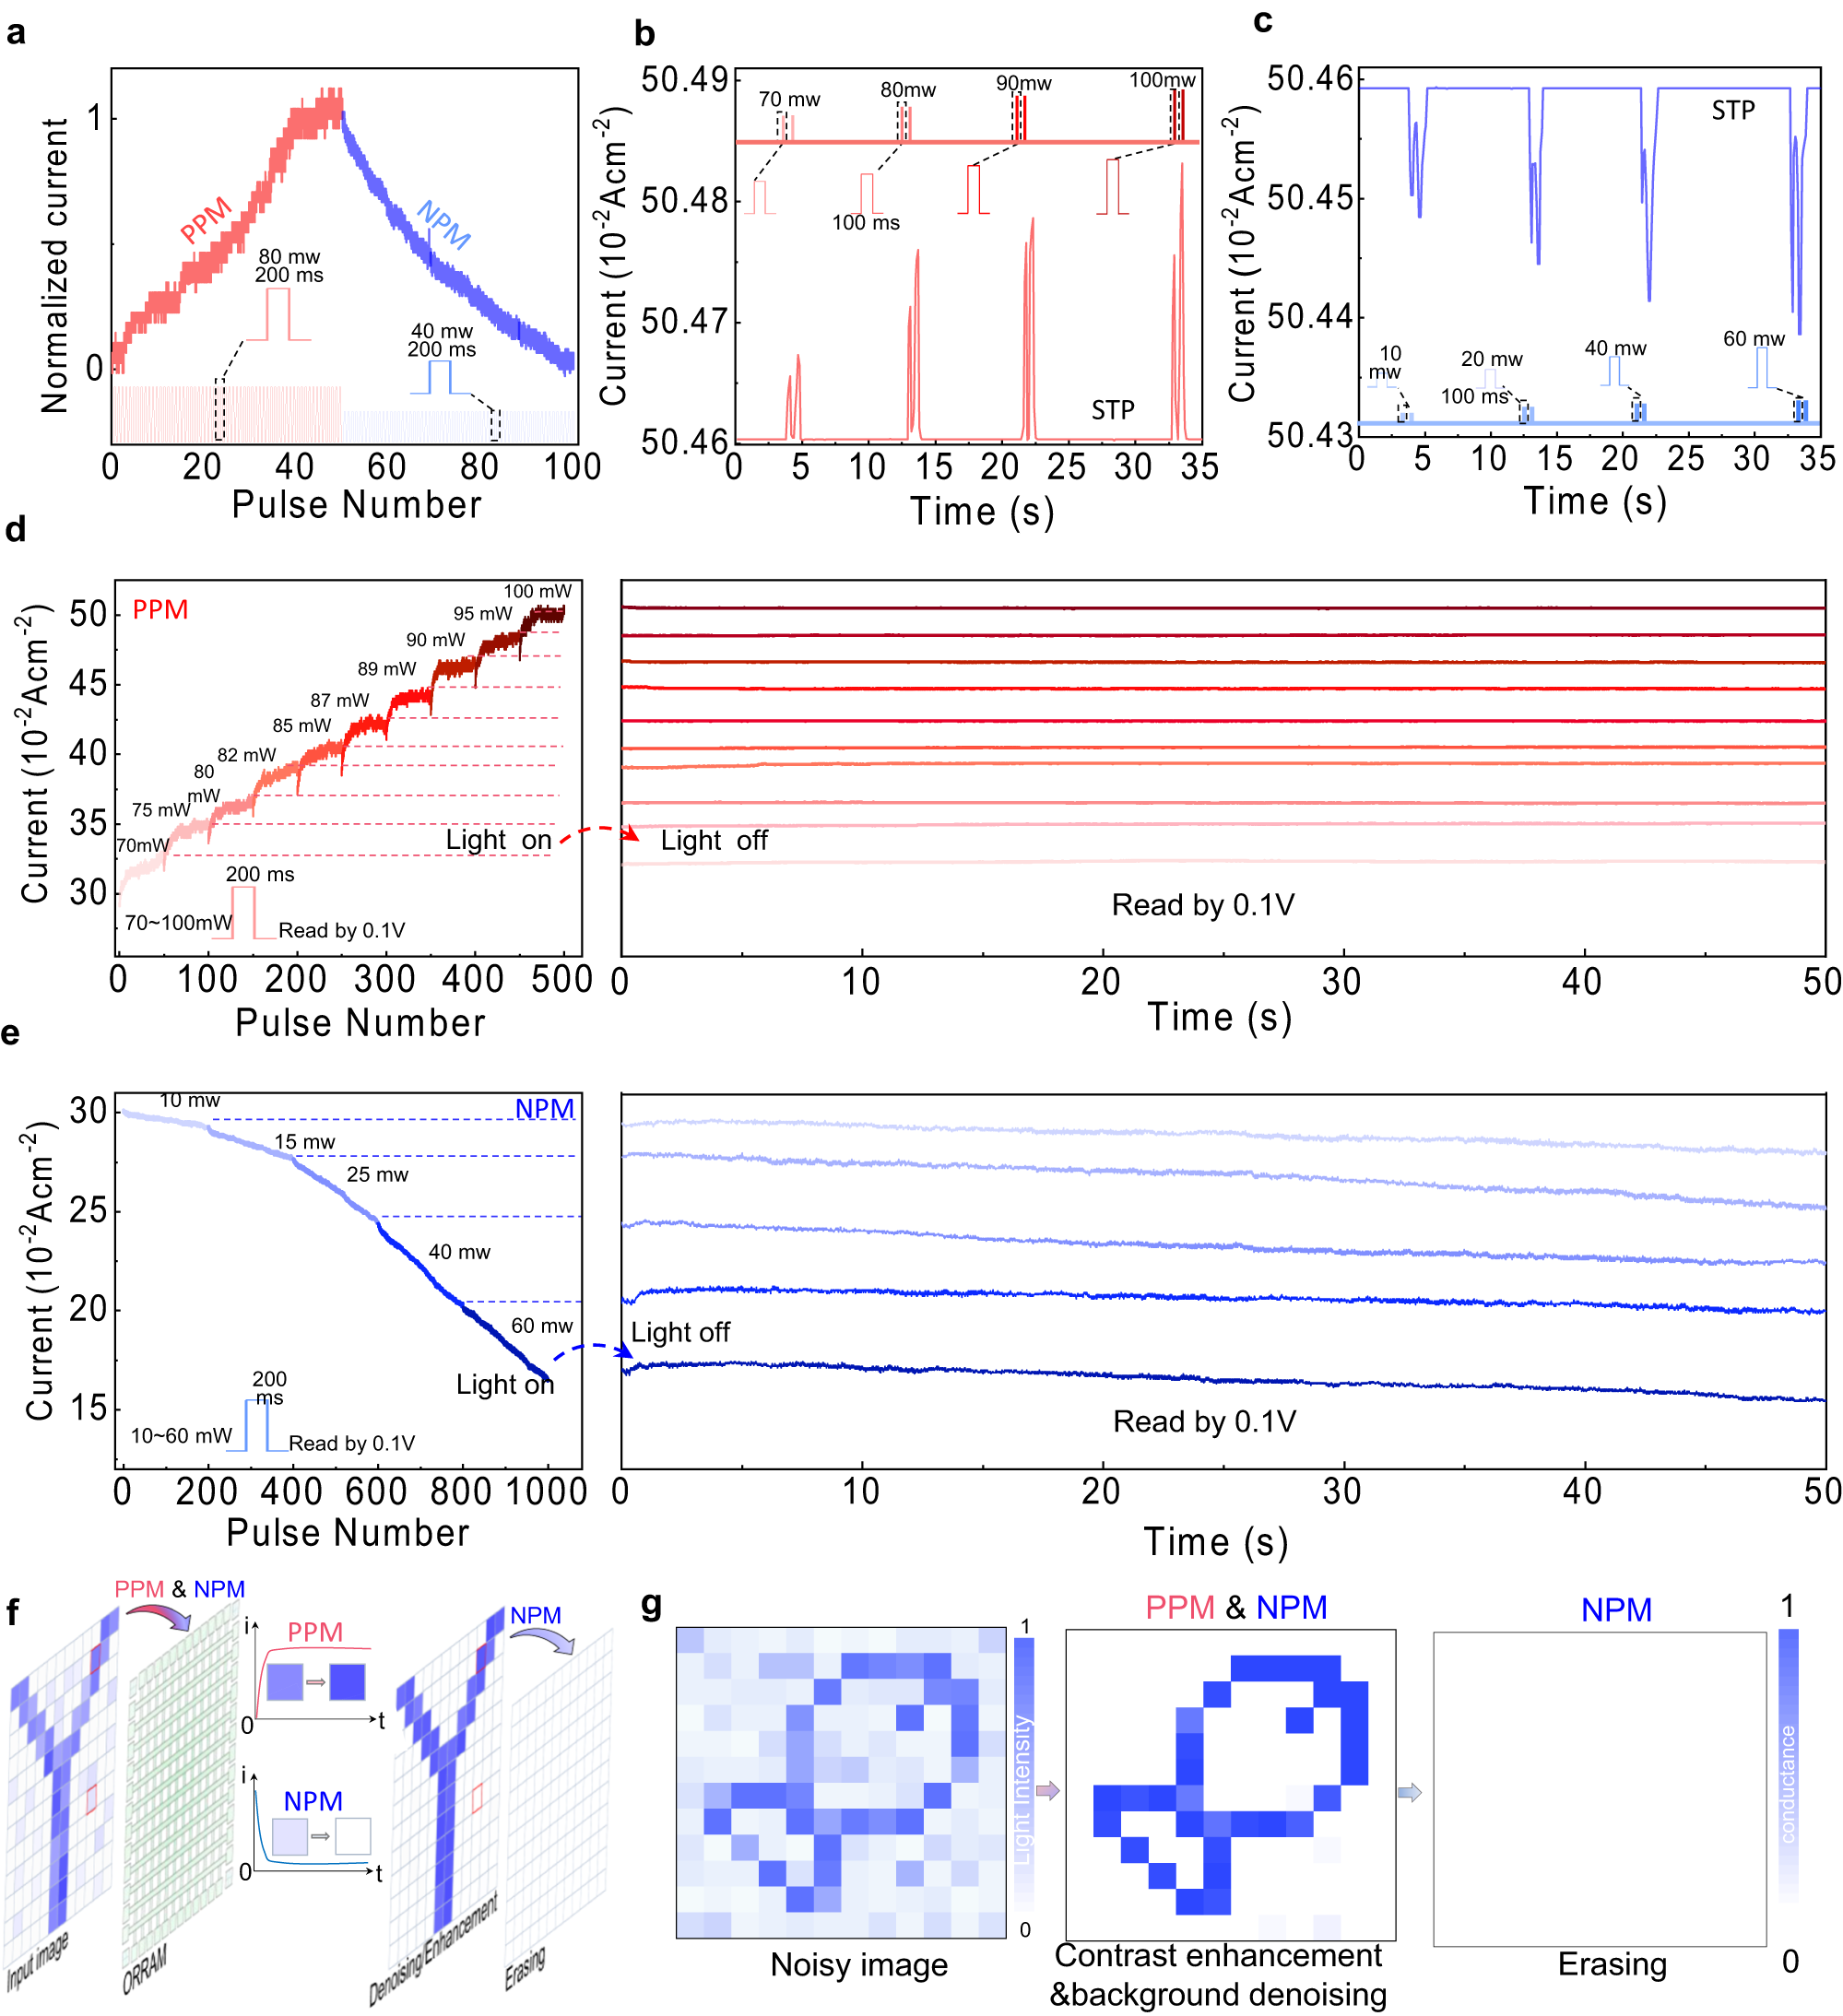 a
Normalized current
1
0
PPM
NPM
80 mw
200 ms
40 mw
200 ms
0 20 40 60 80 100
Pulse Number
b
Current (10-2Acm-2)
50.49
50.48
50.47
50.46
70 mw
80mw
90mw
100mw
100 ms
STP
0 5 10 15 20 25 30 35
Time (s)
c
Current (10-2Acm-2)
50.46
50.45
50.44
50.43
STP
10
mw
20 mw
100 ms
40 mw
60 mw
0 5 10 15 20 25 30 35
Time (s)
d
Current (10-2Acm-2)
50
45
40
35
30
PPM
100 mW
95 mW
90 mW
89 mW
87 mW
85 mW
82 mW
80
mW
75 mW
70mW
Light on
Light off
200 ms
70~100mW
Read by 0.1V
Read by 0.1V
0 100 200 300 400 500
Pulse Number
0 10 20 30 40 50
Time (s)
e
Current (10-2Acm-2)
30
25
20
15
NPM
10 mw
15 mw
25 mw
40 mw
60 mw
Light on
Light off
200
ms
10~60 mW
Read by 0.1V
Read by 0.1V
0 200 400 600 800 1000
Pulse Number
0 10 20 30 40 50
Time (s)
f
PPM & NPM
i
PPM
0
t
i
NPM
0
t
NPM
Input image
ORRAM
Denoising/Enhancement
Erasing
g
1
Light Intensity
0
Noisy image
PPM & NPM
Contrast enhancement
&background denoising
NPM
Erasing
1
conductance
0